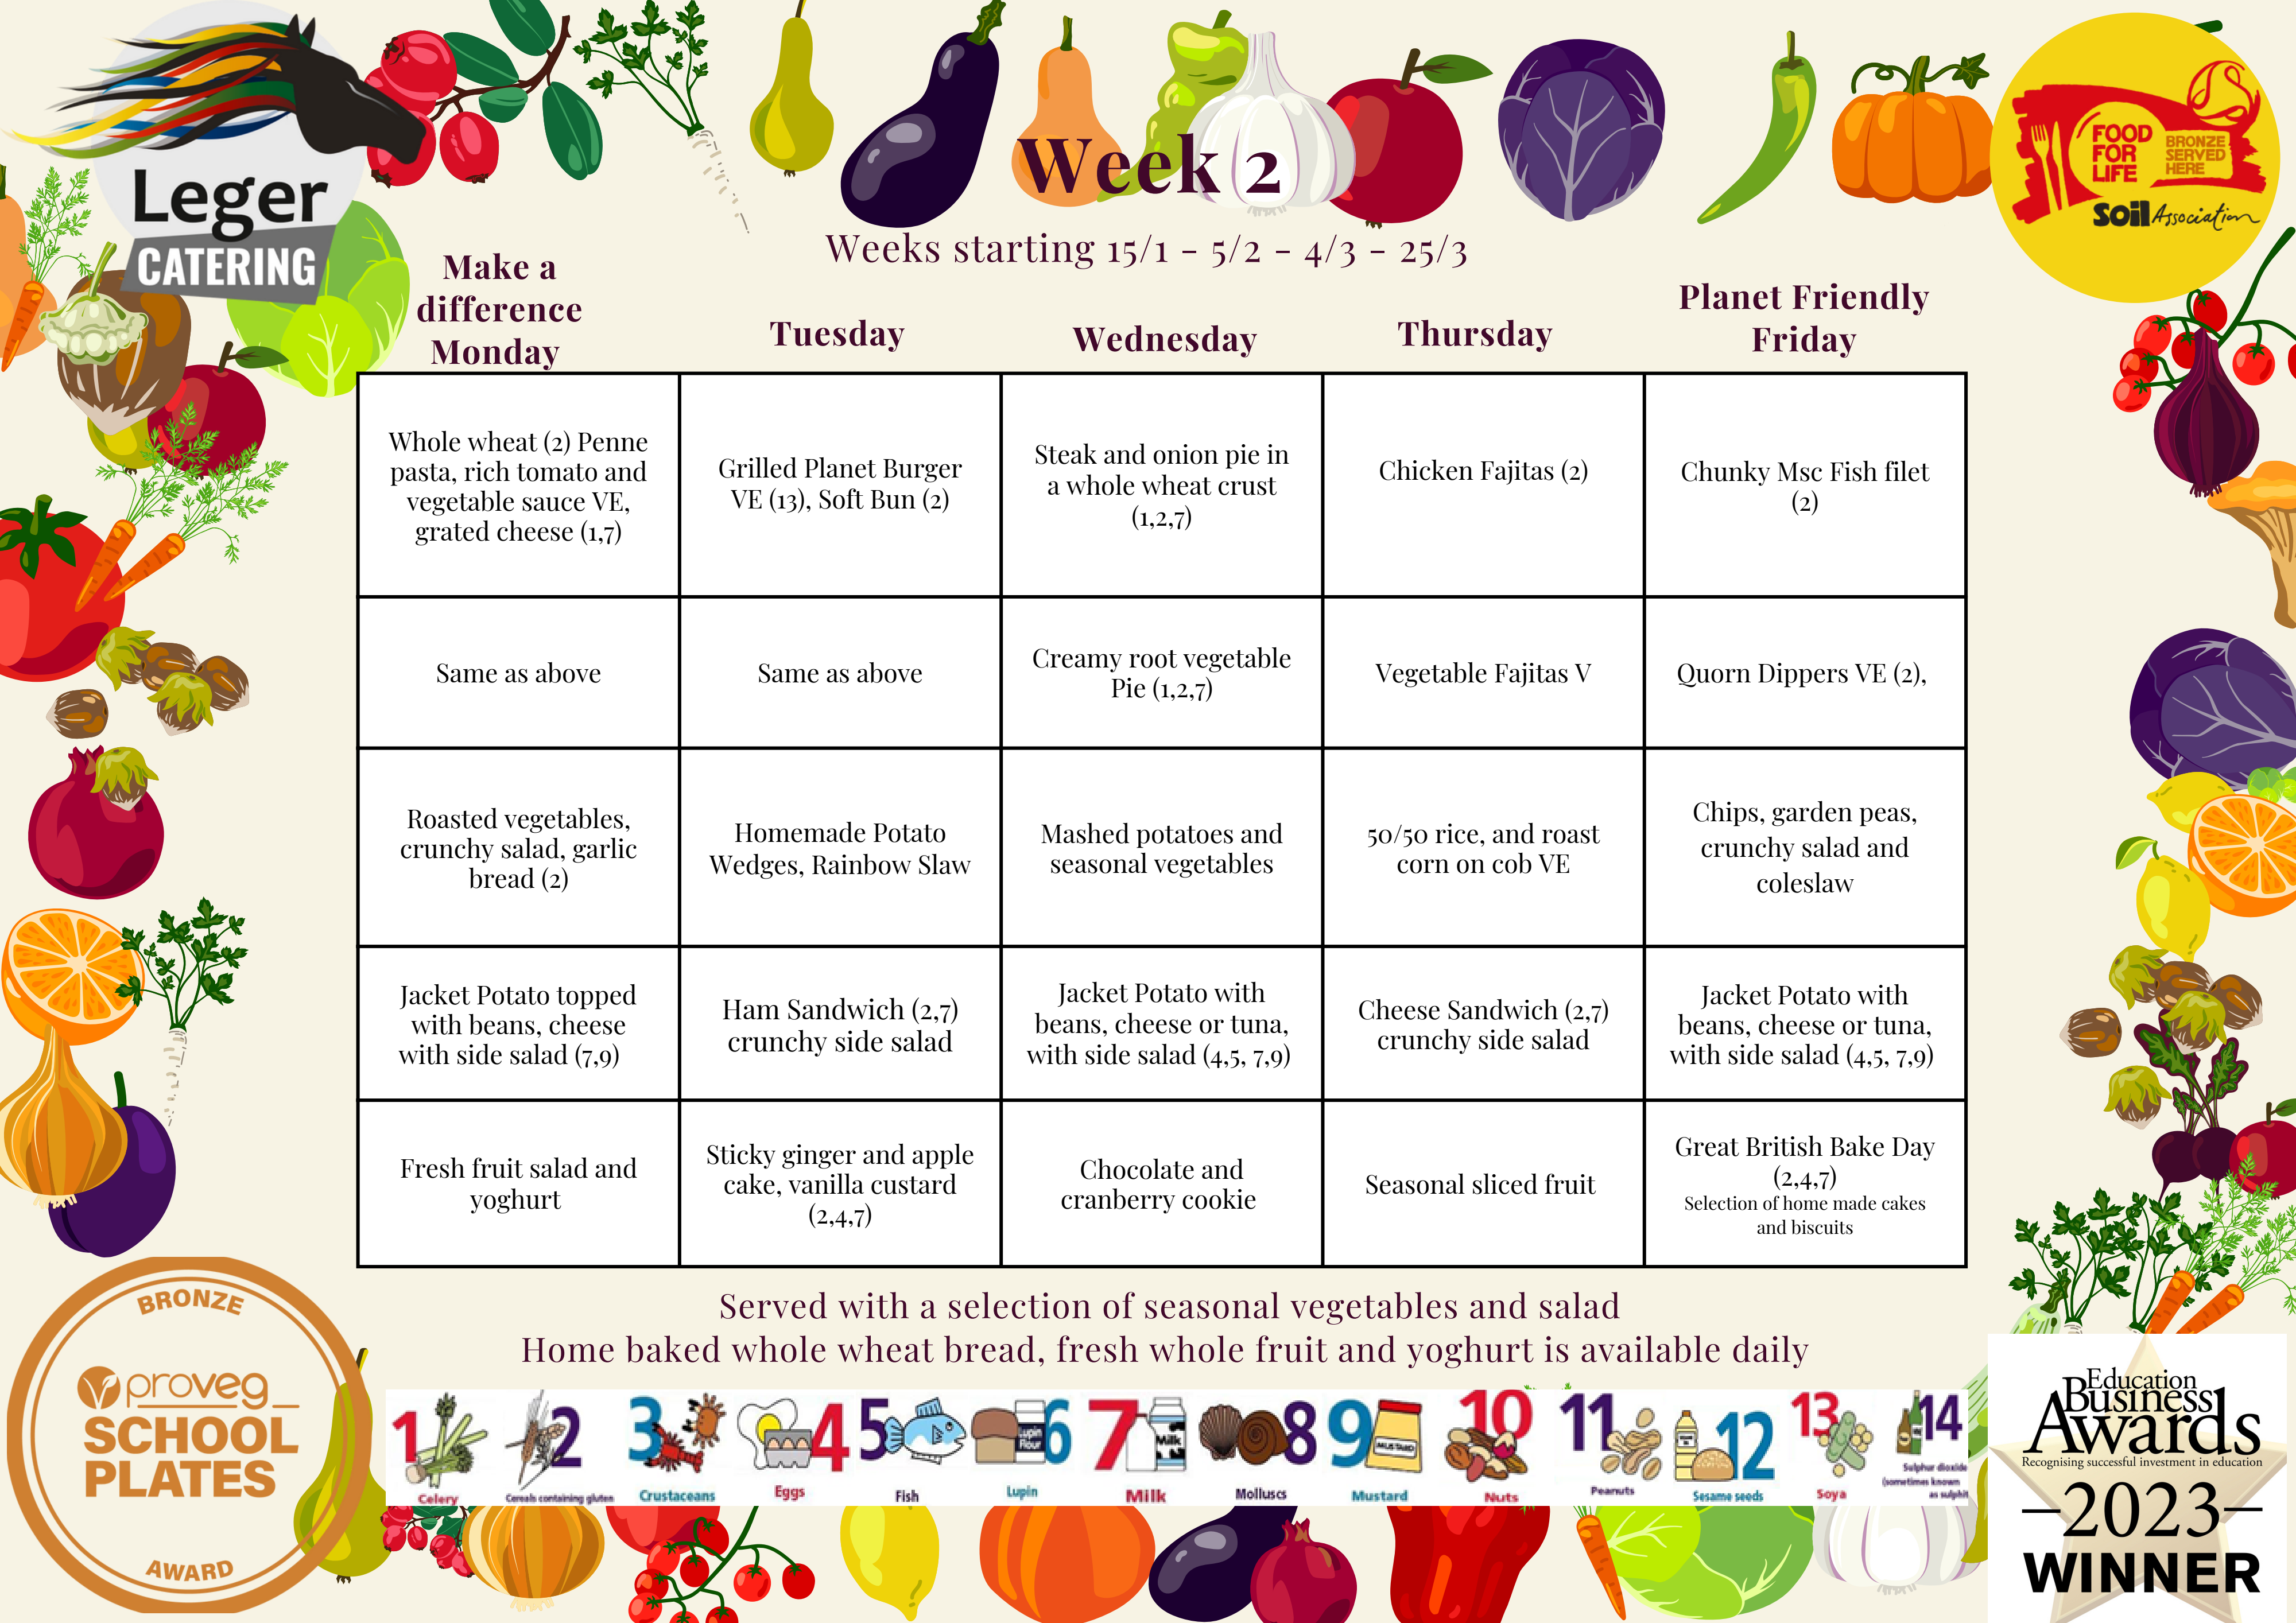 Leger
CATERING
Week 2
Weeks starting 15/1 - 5/2 - 4/3 - 25/3
FOOD
FOR
LIFE
BRONZE
SERVED
HERE
Soil Association
Make a
difference
Monday
Tuesday
Wednesday
Thursday
Planet Friendly
Friday
Whole wheat (2) Penne
pasta, rich tomato and
vegetable sauce VE,
grated cheese (1,7)
Grilled Planet Burger
VE (13), Soft Bun (2)
Steak and onion pie in
a whole wheat crust
(1,2,7)
Chicken Fajitas (2)
Chunky Msc Fish filet
(2)
Same as above
Same as above
Creamy root vegetable
Pie (1,2,7)
Vegetable Fajitas V
Quorn Dippers VE (2),
Roasted vegetables,
crunchy salad, garlic
bread (2)
Homemade Potato
Wedges, Rainbow Slaw
Mashed potatoes and
seasonal vegetables
50/50 rice, and roast
corn on cob VE
Chips, garden peas,
crunchy salad and
coleslaw
Jacket Potato topped
with beans, cheese
with side salad (7,9)
Ham Sandwich (2,7)
crunchy side salad
Jacket Potato with
beans, cheese or tuna,
with side salad (4,5, 7,9)
Cheese Sandwich (2,7)
crunchy side salad
Jacket Potato with
beans, cheese or tuna,
with side salad (4,5, 7,9)
Fresh fruit salad and
yoghurt
Sticky ginger and apple
cake, vanilla custard
(2,4,7)
Chocolate and
cranberry cookie
Seasonal sliced fruit
Great British Bake Day
(2,4,7)
Selection of home made cakes
and biscuits
Served with a selection of seasonal vegetables and salad
Home baked whole wheat bread, fresh whole fruit and yoghurt is available daily
BRONZE
proveg
SCHOOL
PLATES
AWARD
1 Celery
2 Cereals containing gluten
3 Crustaceans
4 Eggs
5 Fish
6 Lupin Flour
Lupin
7 Milk
Milk
8 Molluscs
9 MUSTARD
Mustard
10 Nuts
11 Peanuts
12 Sesame seeds
13 Soya
14 Sulphur dioxide
(sometimes known
as sulphit
Education
Business
Awards
Recognising successful investment in education
2023
WINNER